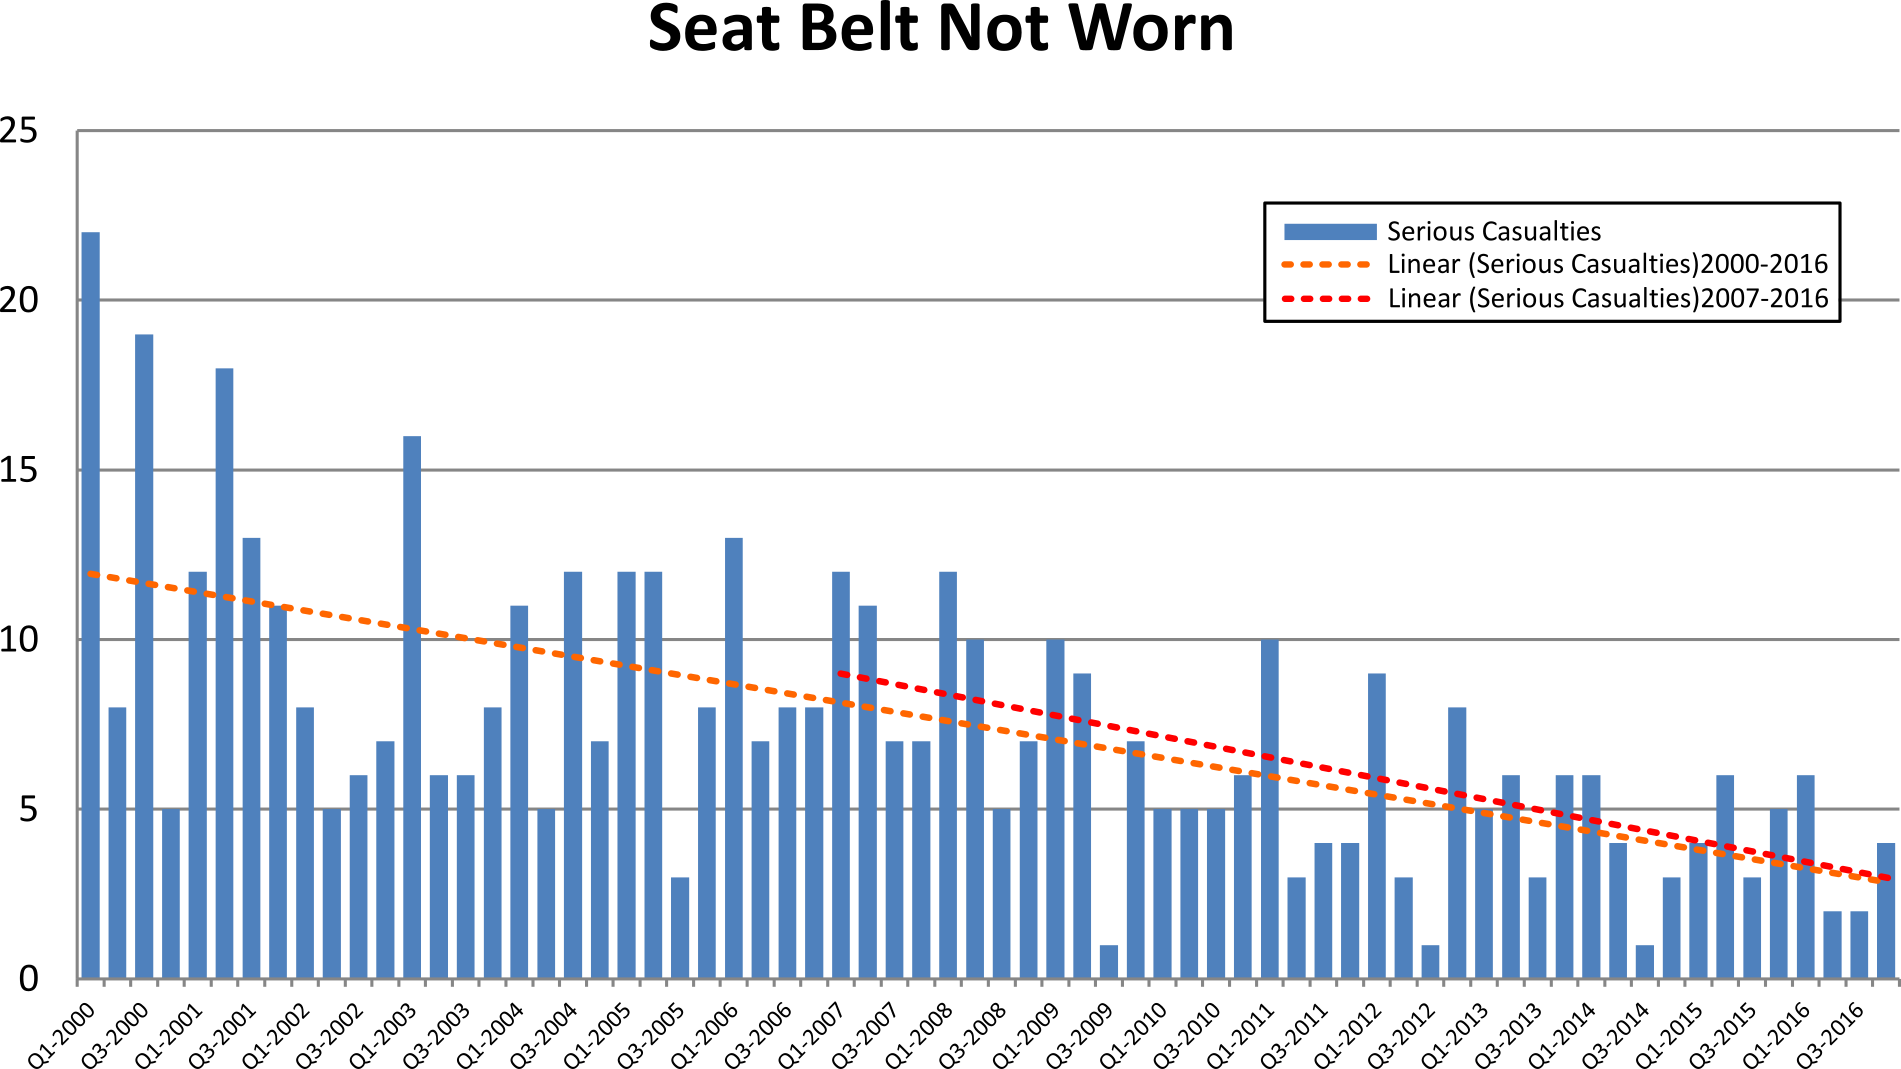 Seat Belt Not Worn
25
Serious Casualties
Linear (Serious Casualties)2000-2016
20
Linear (Serious Casualties)2007-2016
15
10
5
0
Q1-2000
Q3-2000
Q1-2001
Q3-2001
Q1-2002
Q3-2002
Q1-2003
Q3-2003
Q1-2004
Q3-2004
Q1-2005
Q3-2005
Q1-2006
Q3-2006
Q1-2007
Q3-2007
Q1-2008
Q3-2008
Q1-2009
Q3-2009
Q1-2010
Q3-2010
Q1-2011
Q3-2011
Q1-2012
Q3-2012
Q1-2013
Q3-2013
Q1-2014
Q3-2014
Q1-2015
Q3-2015
Q1-2016
Q3-2016